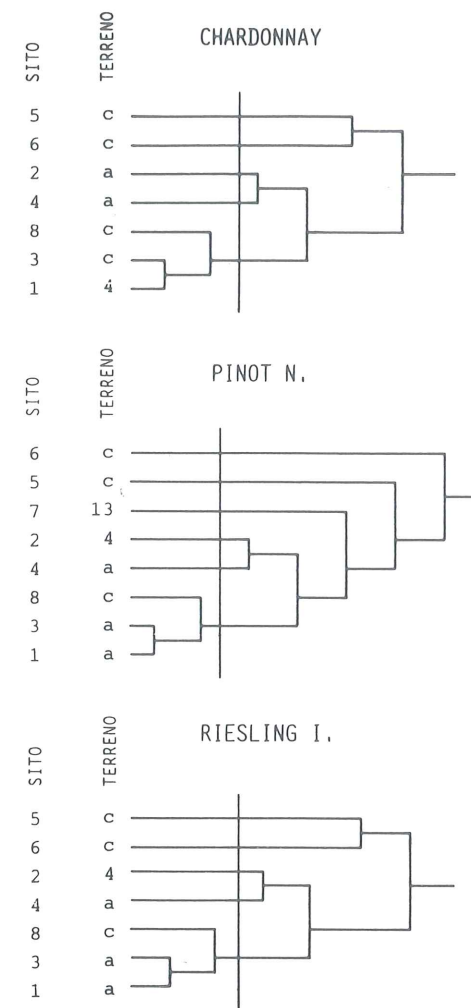 CHARDONNAY
SITO TERRENO
5 c
6 c
2 a
4 a
8 c
3 c
1 4
PINOT N.
SITO TERRENO
6 c
5 c
7 13
2 4
4 a
8 c
3 a
1 a
RIESLING I.
SITO TERRENO
5 c
6 c
2 4
4 a
8 c
3 a
1 a